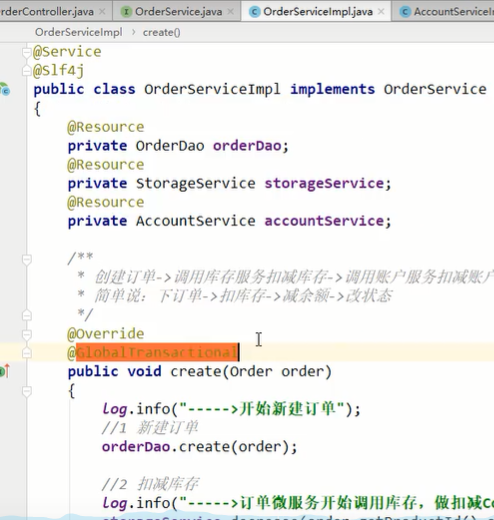 rderController.java × OrderService.java × OrderServiceImpl.java × AccountServiceIn
OrderServiceImpl › create()
@Service
@Slf4j
public class OrderServiceImpl implements OrderService
{
@Resource
private OrderDao orderDao;
@Resource
private StorageService storageService;
@Resource
private AccountService accountService;
/**
* 创建订单->调用库存服务扣减库存->调用账户服务扣减账户
* 简单说：下订单->扣库存->减余额->改状态
*/
@Override
@GlobalTransactional
public void create(Order order)
{
log.info("----->开始新建订单");
//1 新建订单
orderDao.create(order);
//2 扣减库存
log.info("----->订单微服务开始调用库存，做扣减Co
storageService.decrease(order.getProductId()